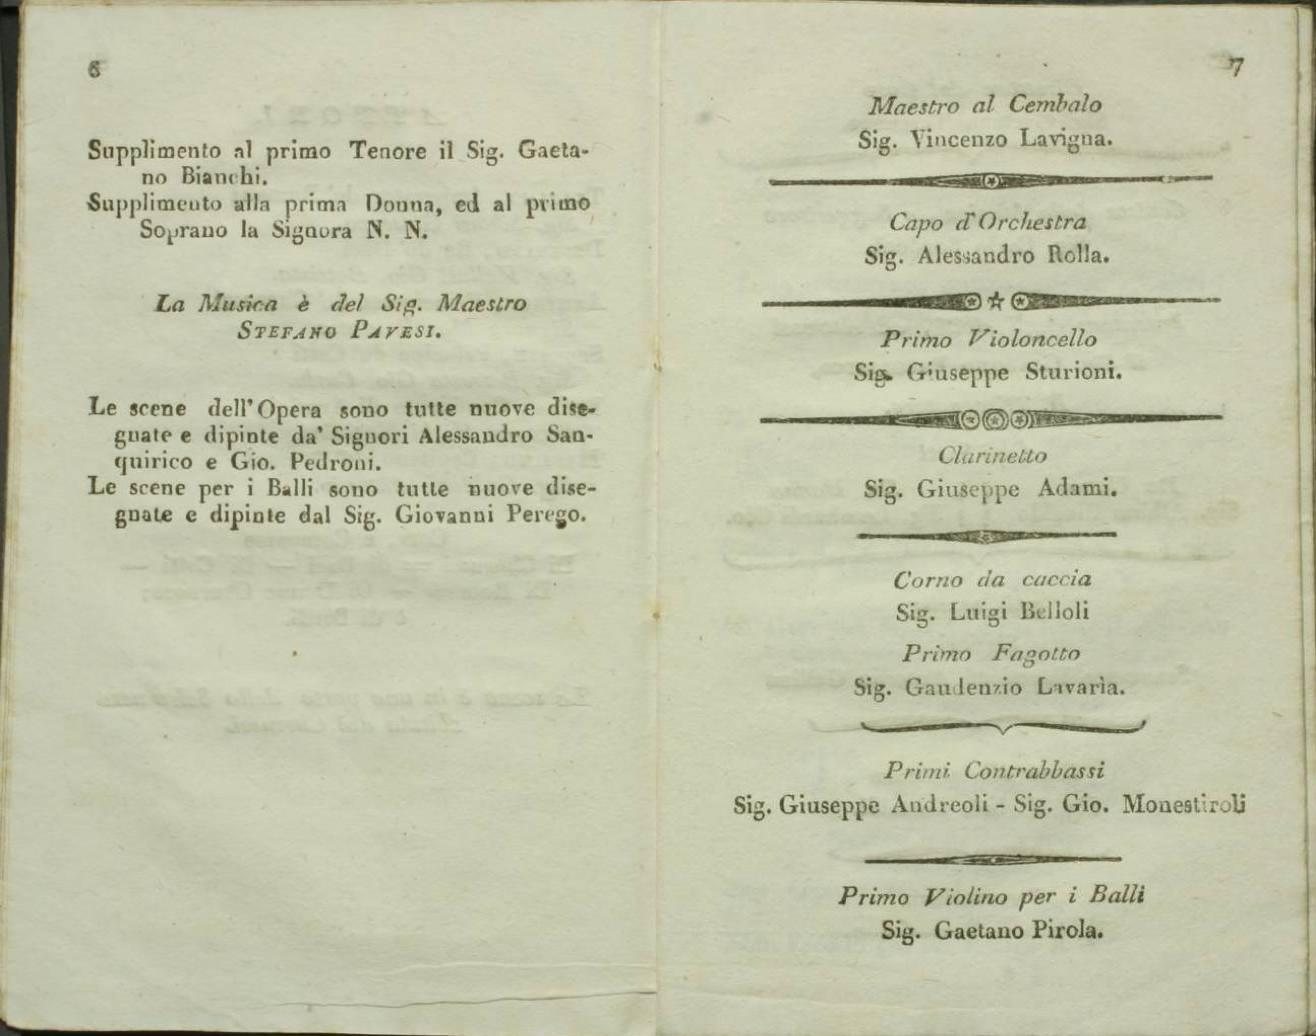 6
Supplimento al primo Tenore il Sig. Gaeta-
no Bianchi.
Supplimento alla prima Donna, ed al primo
Soprano la Signora N. N.
La Musica è del Sig. Maestro
STEFANO PAVESI.
Le scene dell'Opera sono tutte nuove dise-
gnate e dipinte da' Signori Alessandro San-
quirico e Gio. Pedroni.
Le scene per i Balli sono tutte nuove dise-
gnate e dipinte dal Sig. Giovanni Perego.
7
Maestro al Cembalo
Sig. Vincenzo Lavigna.
Capo d'Orchestra
Sig. Alessandro Rolla.
Primo Violoncello
Sig. Giuseppe Sturioni.
Clarinetto
Sig. Giuseppe Adami.
Corno da caccia
Sig. Luigi Belloli
Primo Fagotto
Sig. Gaudenzio Lavarìa.
Primi Contrabbassi
Sig. Giuseppe Andreoli - Sig. Gio. Monestiroli
Primo Violino per i Balli
Sig. Gaetano Pirola.